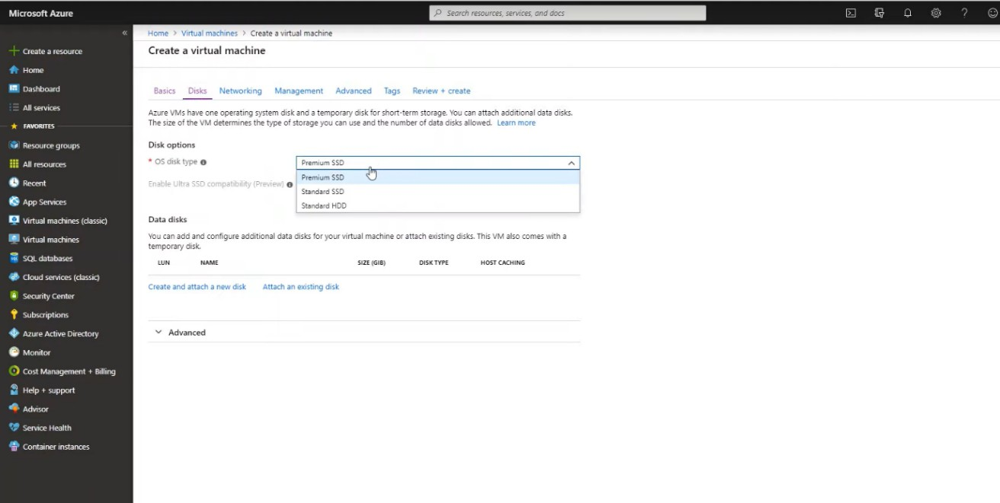 Microsoft Azure
Search resources, services, and docs
Create a resource
Home
Dashboard
All services
FAVORITES
Resource groups
All resources
Recent
App Services
Virtual machines (classic)
Virtual machines
SQL databases
Cloud services (classic)
Security Center
Subscriptions
Azure Active Directory
Monitor
Cost Management + Billing
Help + support
Advisor
Service Health
Container instances
Home > Virtual machines > Create a virtual machine
Create a virtual machine
Basics Disks Networking Management Advanced Tags Review + create
Azure VMs have one operating system disk and a temporary disk for short-term storage. You can attach additional data disks.
The size of the VM determines the type of storage you can use and the number of data disks allowed. Learn more
Disk options
* OS disk type
Premium SSD
Premium SSD
Standard SSD
Standard HDD
Enable Ultra SSD compatibility (Preview)
Data disks
You can add and configure additional data disks for your virtual machine or attach existing disks. This VM also comes with a
temporary disk.
LUN NAME SIZE (GIB) DISK TYPE HOST CACHING
Create and attach a new disk Attach an existing disk
Advanced